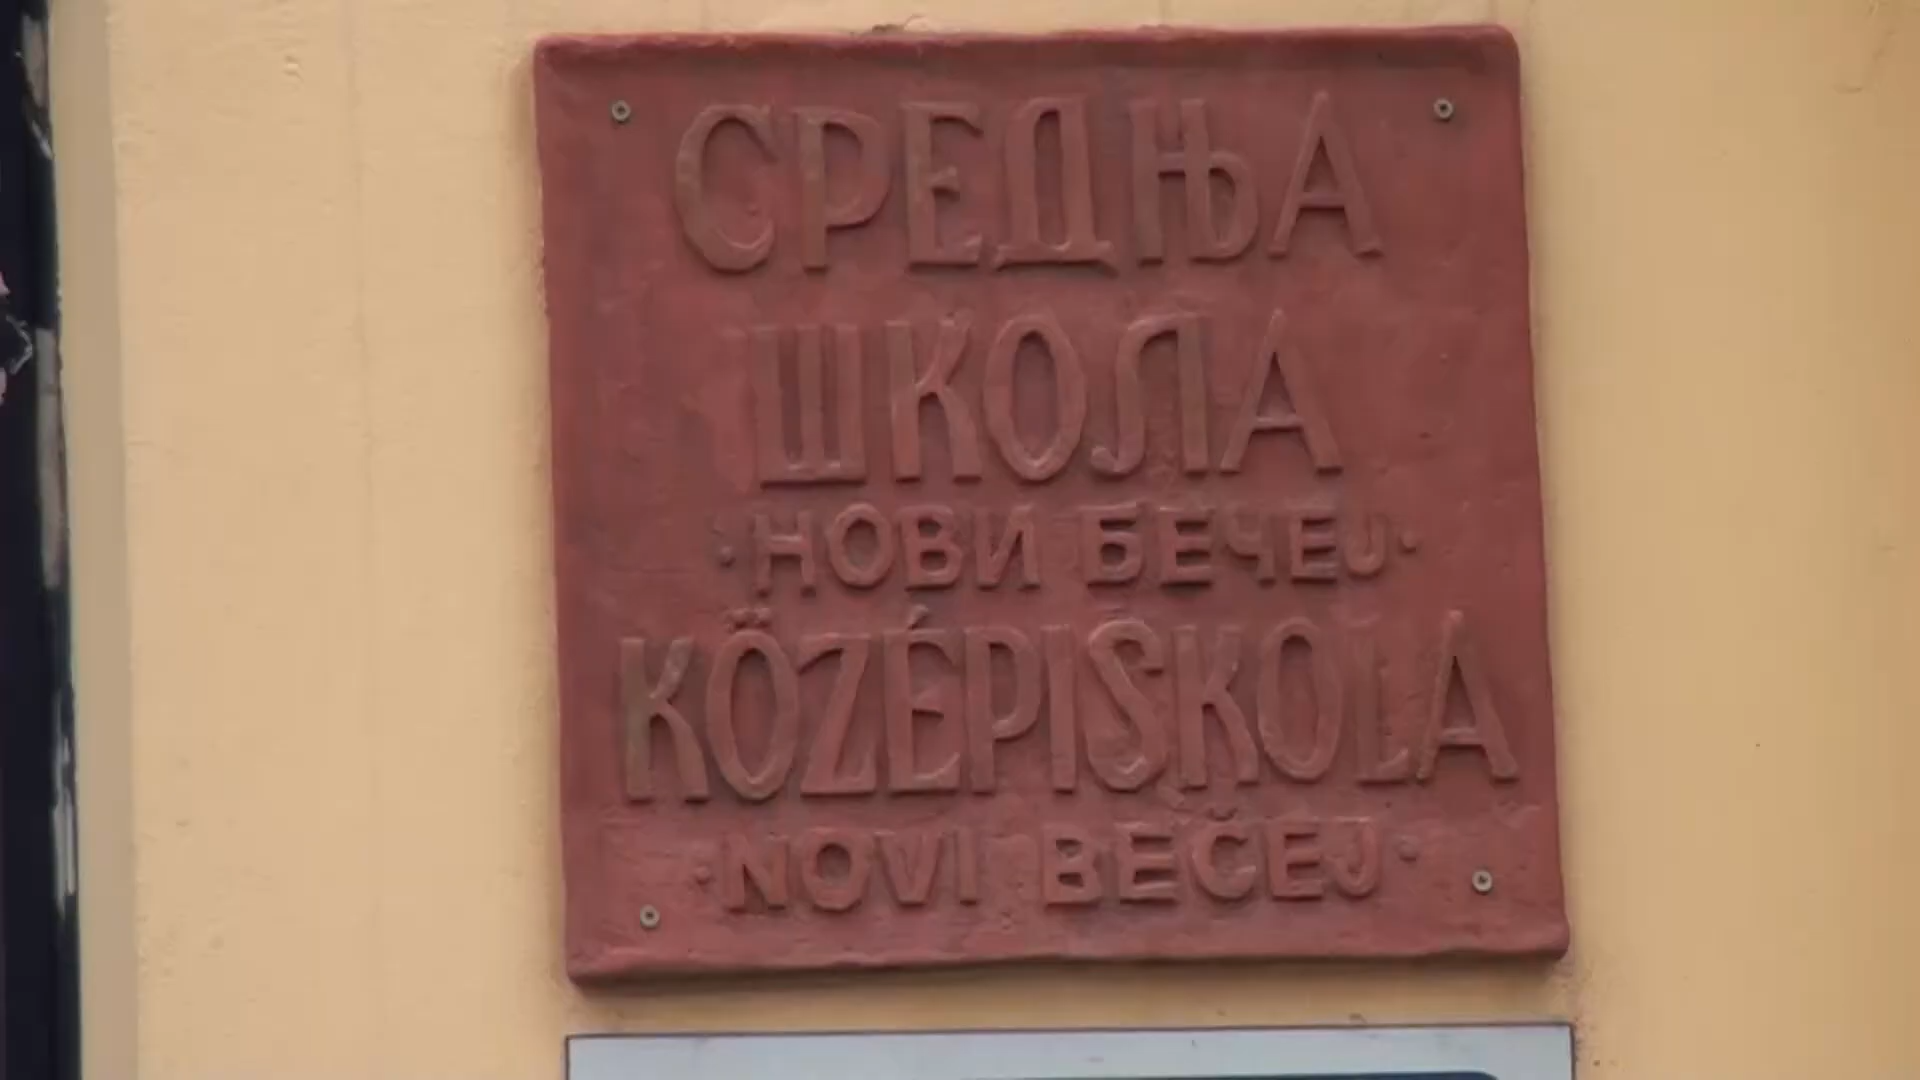 СРЕДЊА
ШКОЛА
·НОВИ БЕЧЕЈ·
KÖZÉPISKOLA
·NOVI BEČEJ·